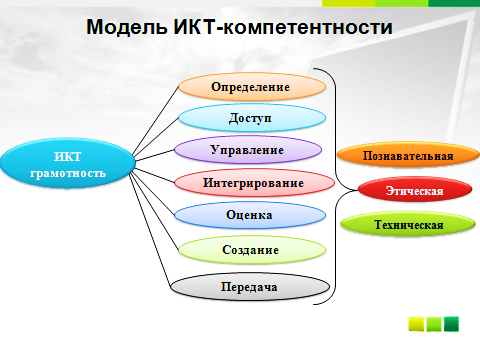 Модель ИКТ-компетентности
ИКТ
грамотность
Определение
Доступ
Управление
Интегрирование
Оценка
Создание
Передача
Познавательная
Этическая
Техническая